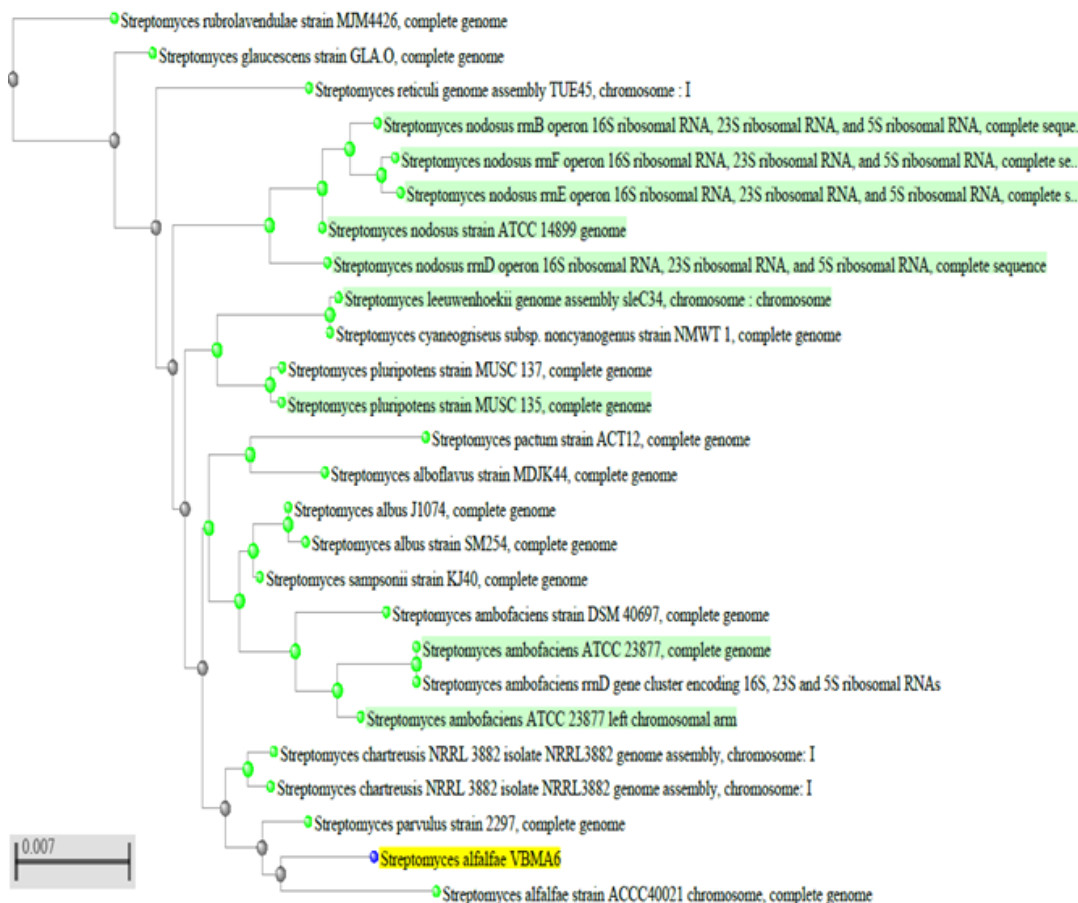 Streptomyces rubrolavendulae strain MJM4426, complete genome
Streptomyces glaucescens strain GLA.O, complete genome
Streptomyces reticuli genome assembly TUE45, chromosome : I
Streptomyces nodosus rrnB operon 16S ribosomal RNA, 23S ribosomal RNA, and 5S ribosomal RNA, complete seque..
Streptomyces nodosus rrnF operon 16S ribosomal RNA, 23S ribosomal RNA, and 5S ribosomal RNA, complete se...
Streptomyces nodosus rrnE operon 16S ribosomal RNA, 23S ribosomal RNA, and 5S ribosomal RNA, complete s...
Streptomyces nodosus strain ATCC 14899 genome
Streptomyces nodosus rrnD operon 16S ribosomal RNA, 23S ribosomal RNA, and 5S ribosomal RNA, complete sequence
Streptomyces leeuwenhoekii genome assembly sleC34, chromosome : chromosome
Streptomyces cyaneogriseus subsp. noncyanogenus strain NMWT 1, complete genome
Streptomyces pluripotens strain MUSC 137, complete genome
Streptomyces pluripotens strain MUSC 135, complete genome
Streptomyces pactum strain ACT12, complete genome
Streptomyces alboflavus strain MDJK44, complete genome
Streptomyces albus J1074, complete genome
Streptomyces albus strain SM254, complete genome
Streptomyces sampsonii strain KJ40, complete genome
Streptomyces ambofaciens strain DSM 40697, complete genome
Streptomyces ambofaciens ATCC 23877, complete genome
Streptomyces ambofaciens rrnD gene cluster encoding 16S, 23S and 5S ribosomal RNAs
Streptomyces ambofaciens ATCC 23877 left chromosomal arm
Streptomyces chartreusis NRRL 3882 isolate NRRL3882 genome assembly, chromosome: I
Streptomyces chartreusis NRRL 3882 isolate NRRL3882 genome assembly, chromosome: I
Streptomyces parvulus strain 2297, complete genome
0.007
Streptomyces alfalfae VBMA6
Streptomyces alfalfae strain ACCC40021 chromosome, complete genome